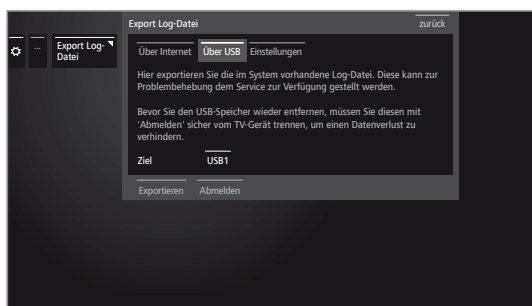 Export Log-Datei
zurück
...
Export Log-
Datei
Über Internet
Über USB
Einstellungen
Hier exportieren Sie die im System vorhandene Log-Datei. Diese kann zur
Problembehebung dem Service zur Verfügung gestellt werden.
Bevor Sie den USB-Speicher wieder entfernen, müssen Sie diesen mit
'Abmelden' sicher vom TV-Gerät trennen, um einen Datenverlust zu
verhindern.
Ziel
USB1
Exportieren
Abmelden